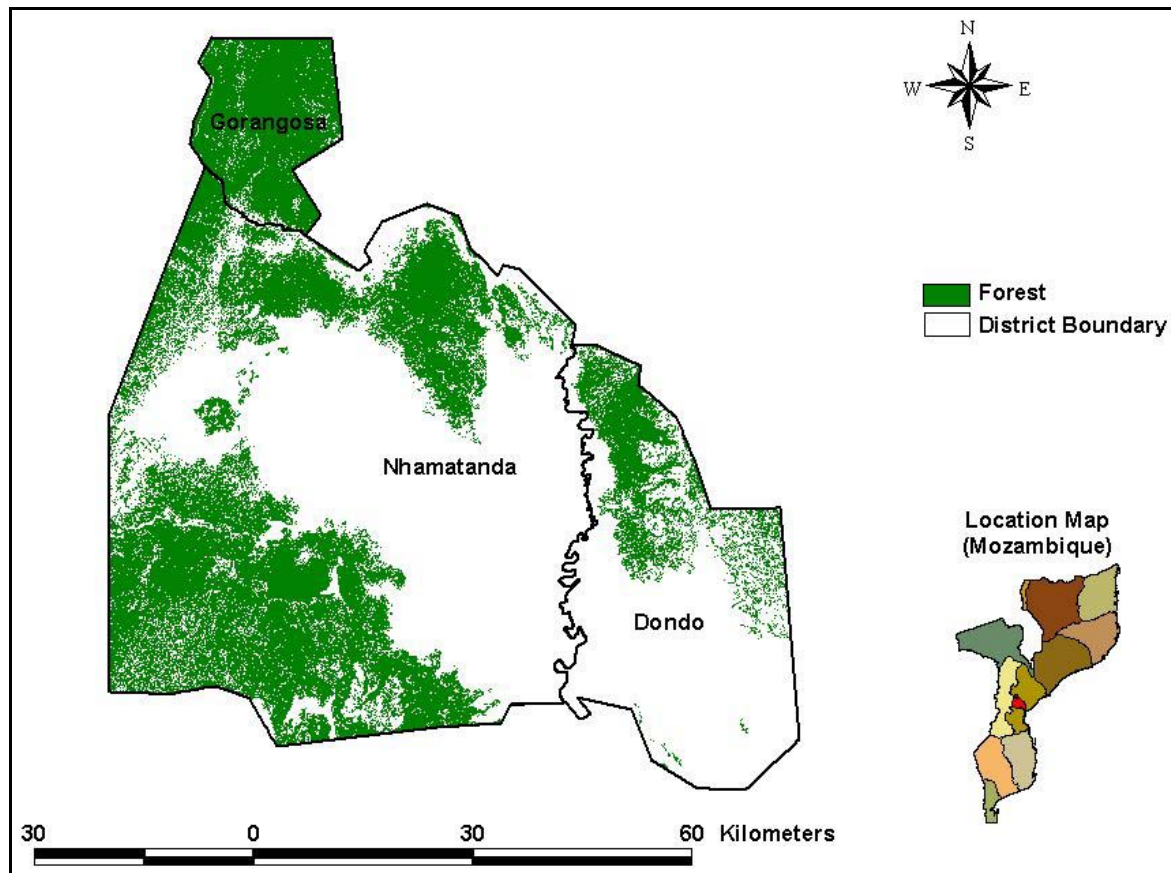 N
W E
S
Gorangosa
Forest
District Boundary
Nhamatanda
Location Map
(Mozambique)
Dondo
30 0 30 60 Kilometers